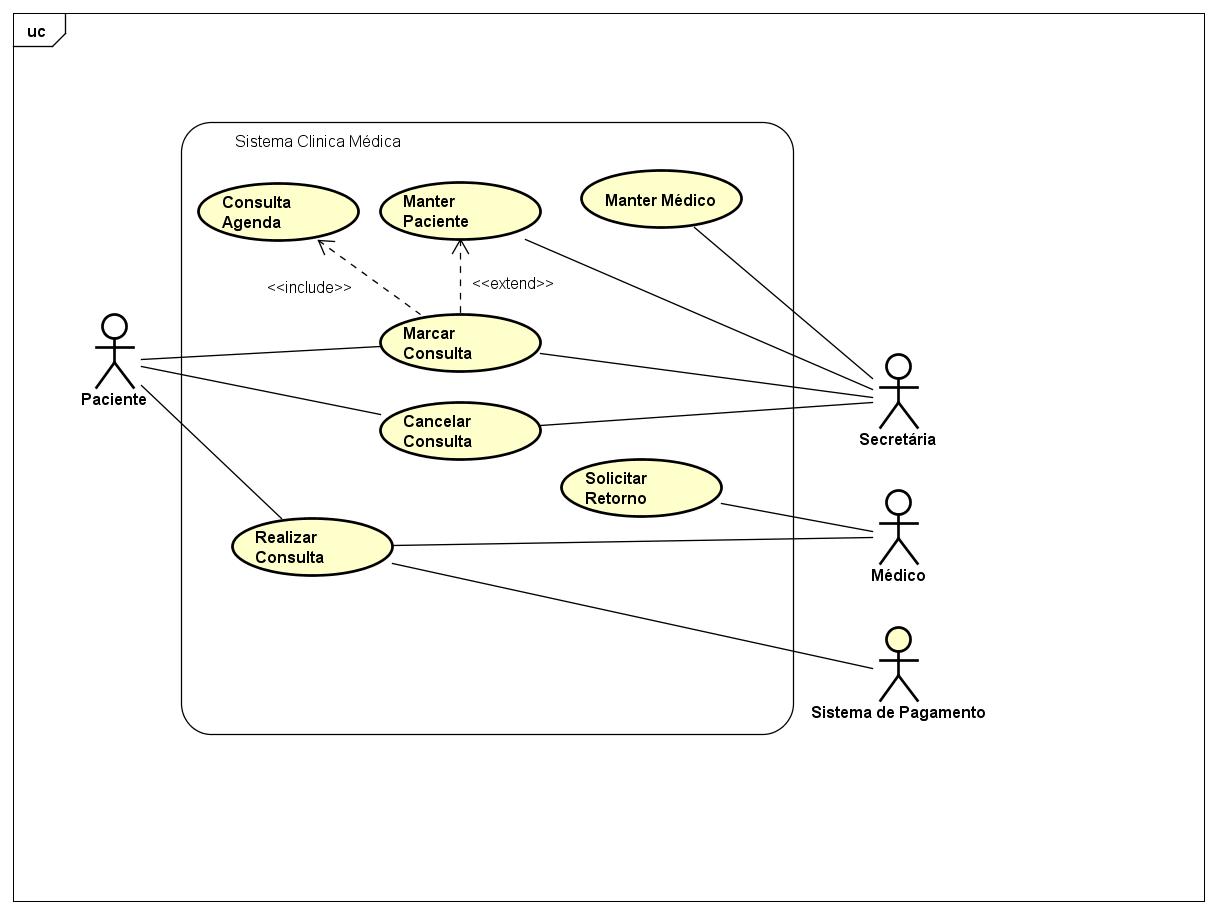 uc
Sistema Clinica Médica
Consulta
Agenda
Manter
Paciente
Manter Médico
<<include>>
<<extend>>
Marcar
Consulta
Paciente
Cancelar
Consulta
Secretária
Solicitar
Retorno
Realizar
Consulta
Médico
Sistema de Pagamento